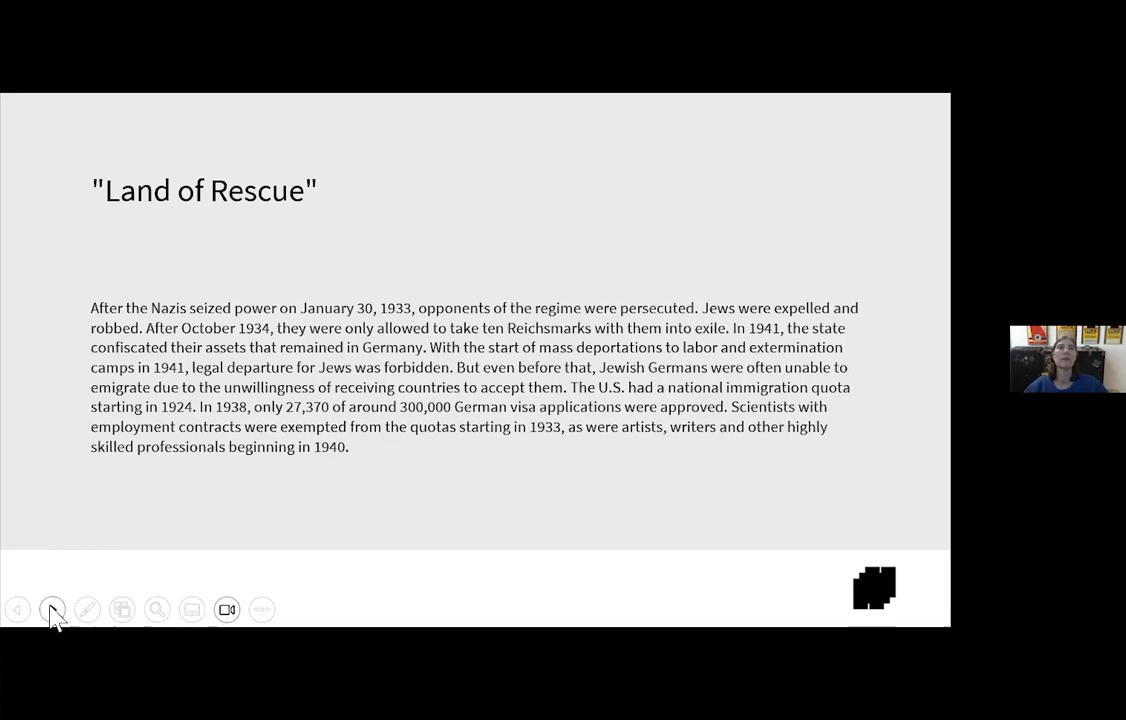 "Land of Rescue"
After the Nazis seized power on January 30, 1933, opponents of the regime were persecuted. Jews were expelled and
robbed. After October 1934, they were only allowed to take ten Reichsmarks with them into exile. In 1941, the state
confiscated their assets that remained in Germany. With the start of mass deportations to labor and extermination
camps in 1941, legal departure for Jews was forbidden. But even before that, Jewish Germans were often unable to
emigrate due to the unwillingness of receiving countries to accept them. The U.S. had a national immigration quota
starting in 1924. In 1938, only 27,370 of around 300,000 German visa applications were approved. Scientists with
employment contracts were exempted from the quotas starting in 1933, as were artists, writers and other highly
skilled professionals beginning in 1940.